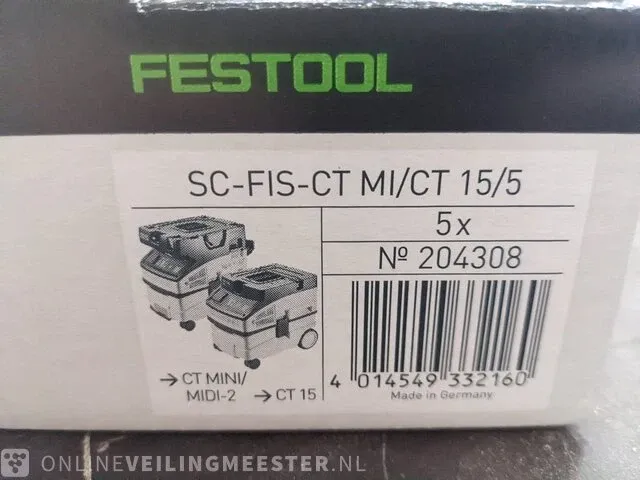 FESTOOL
SC-FIS-CT MI/CT 15/5
5x
Nº 204308
→ CT MINI/
MIDI-2 → CT 15
4 014549 332160
Made in Germany
ONLINEVEILINGMEESTER.NL